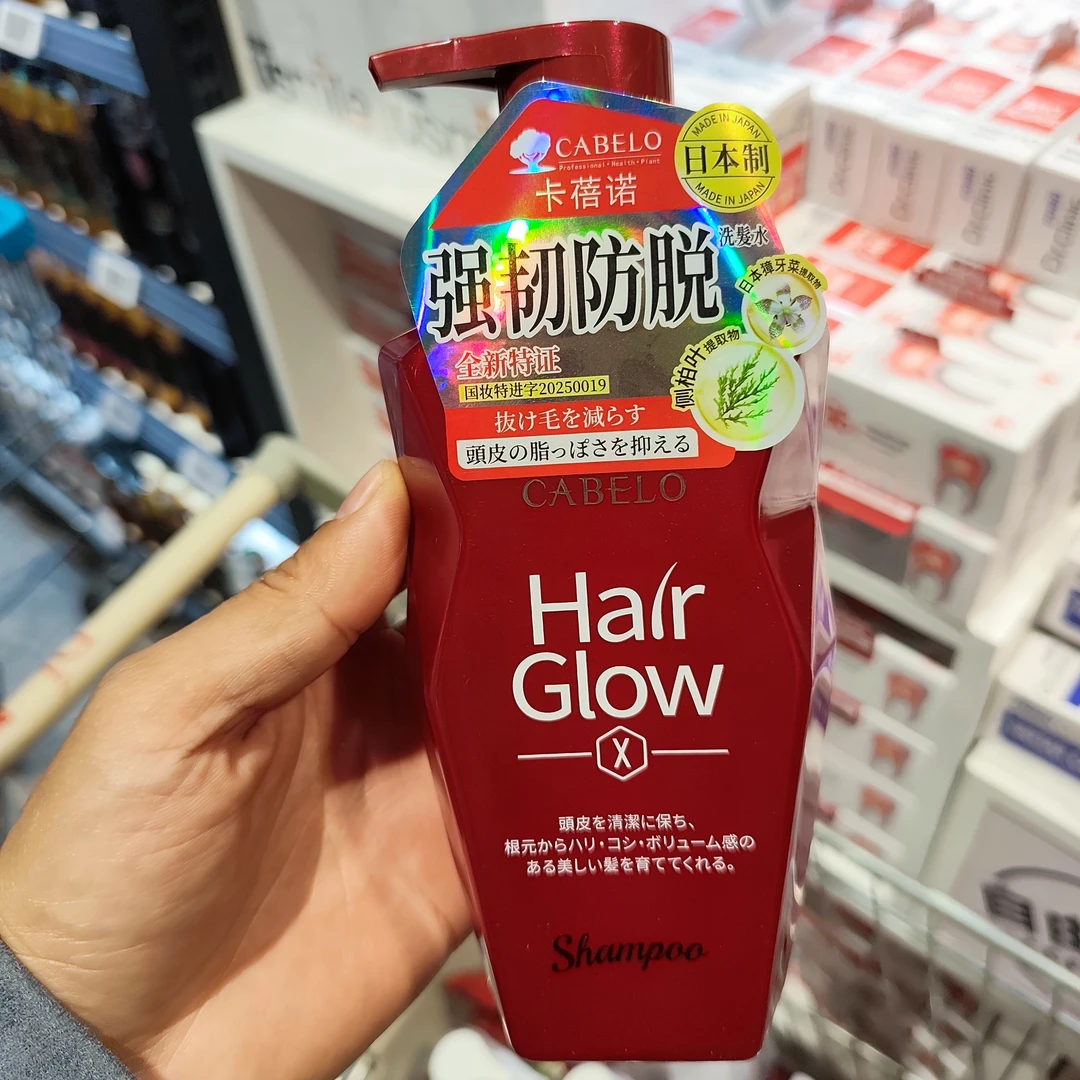 CABELO
Professional • Health • Plant
卡蓓诺
MADE IN JAPAN
日本制
MADE IN JAPAN
强韧防脱
洗髮水
日本獐牙菜提取物
全新特证
国妆特进字20250019
侧柏叶提取物
抜け毛を減らす
頭皮の脂っぽさを抑える
CABELO
Hair
Glow
X
頭皮を清潔に保ち、
根元からハリ・コシ・ボリューム感の
ある美しい髪を育ててくれる。
Shampoo